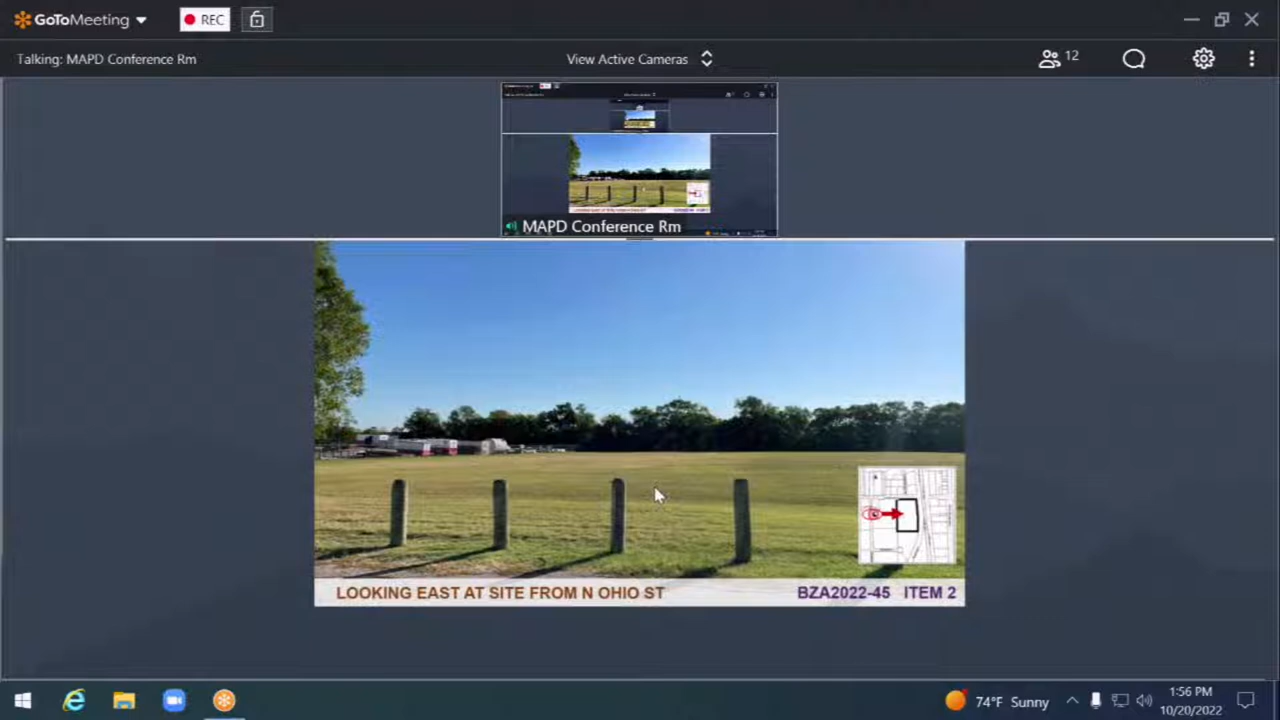 GoToMeeting
REC
Talking: MAPD Conference Rm
View Active Cameras
12
MAPD Conference Rm
LOOKING EAST AT SITE FROM N OHIO ST
BZA2022-45 ITEM 2
74°F Sunny
1:56 PM
10/20/2022